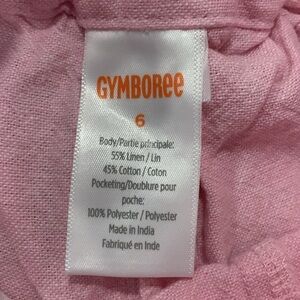 GYMBOREE
6
Body/Partie principale:
55% Linen / Lin
45% Cotton / Coton
Pocketing/Doublure pour
poche:
100% Polyester / Polyester
Made in India
Fabriqué en Inde